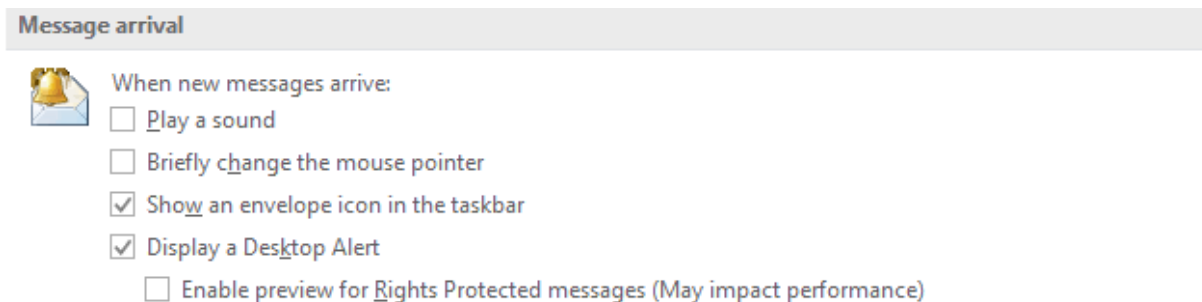 Message arrival
When new messages arrive:
Play a sound
Briefly change the mouse pointer
Show an envelope icon in the taskbar
Display a Desktop Alert
Enable preview for Rights Protected messages (May impact performance)